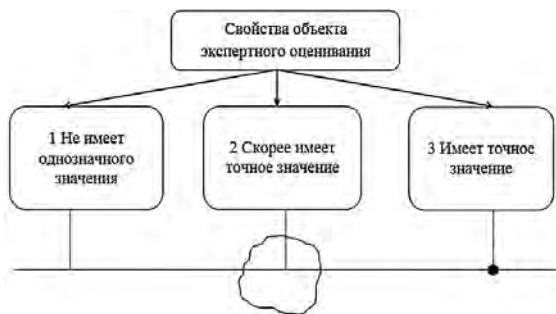 Свойства объекта
экспертного оценивания
1 Не имеет
однозначного
значения
2 Скорее имеет
точное значение
3 Имеет точное
значение